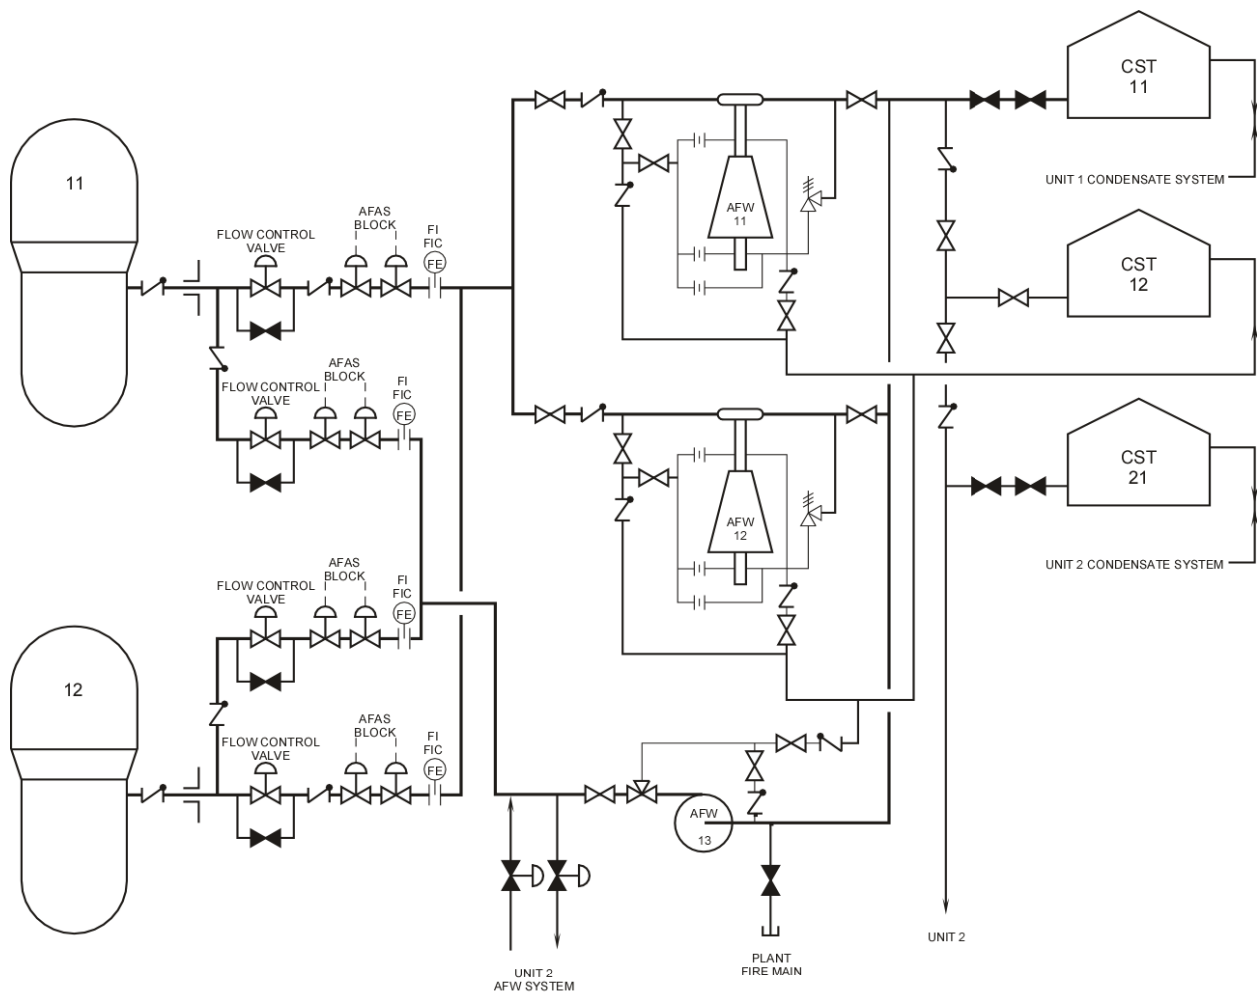 CST
11
UNIT 1 CONDENSATE SYSTEM
11
AFAS
BLOCK
FLOW CONTROL
VALVE
FI
FIC
FE
AFW
11
CST
12
AFAS
BLOCK
FLOW CONTROL
VALVE
FI
FIC
FE
CST
21
AFW
12
UNIT 2 CONDENSATE SYSTEM
AFAS
BLOCK
FLOW CONTROL
VALVE
FI
FIC
FE
12
AFAS
BLOCK
FLOW CONTROL
VALVE
FI
FIC
FE
AFW
13
UNIT 2
AFW SYSTEM
PLANT
FIRE MAIN
UNIT 2